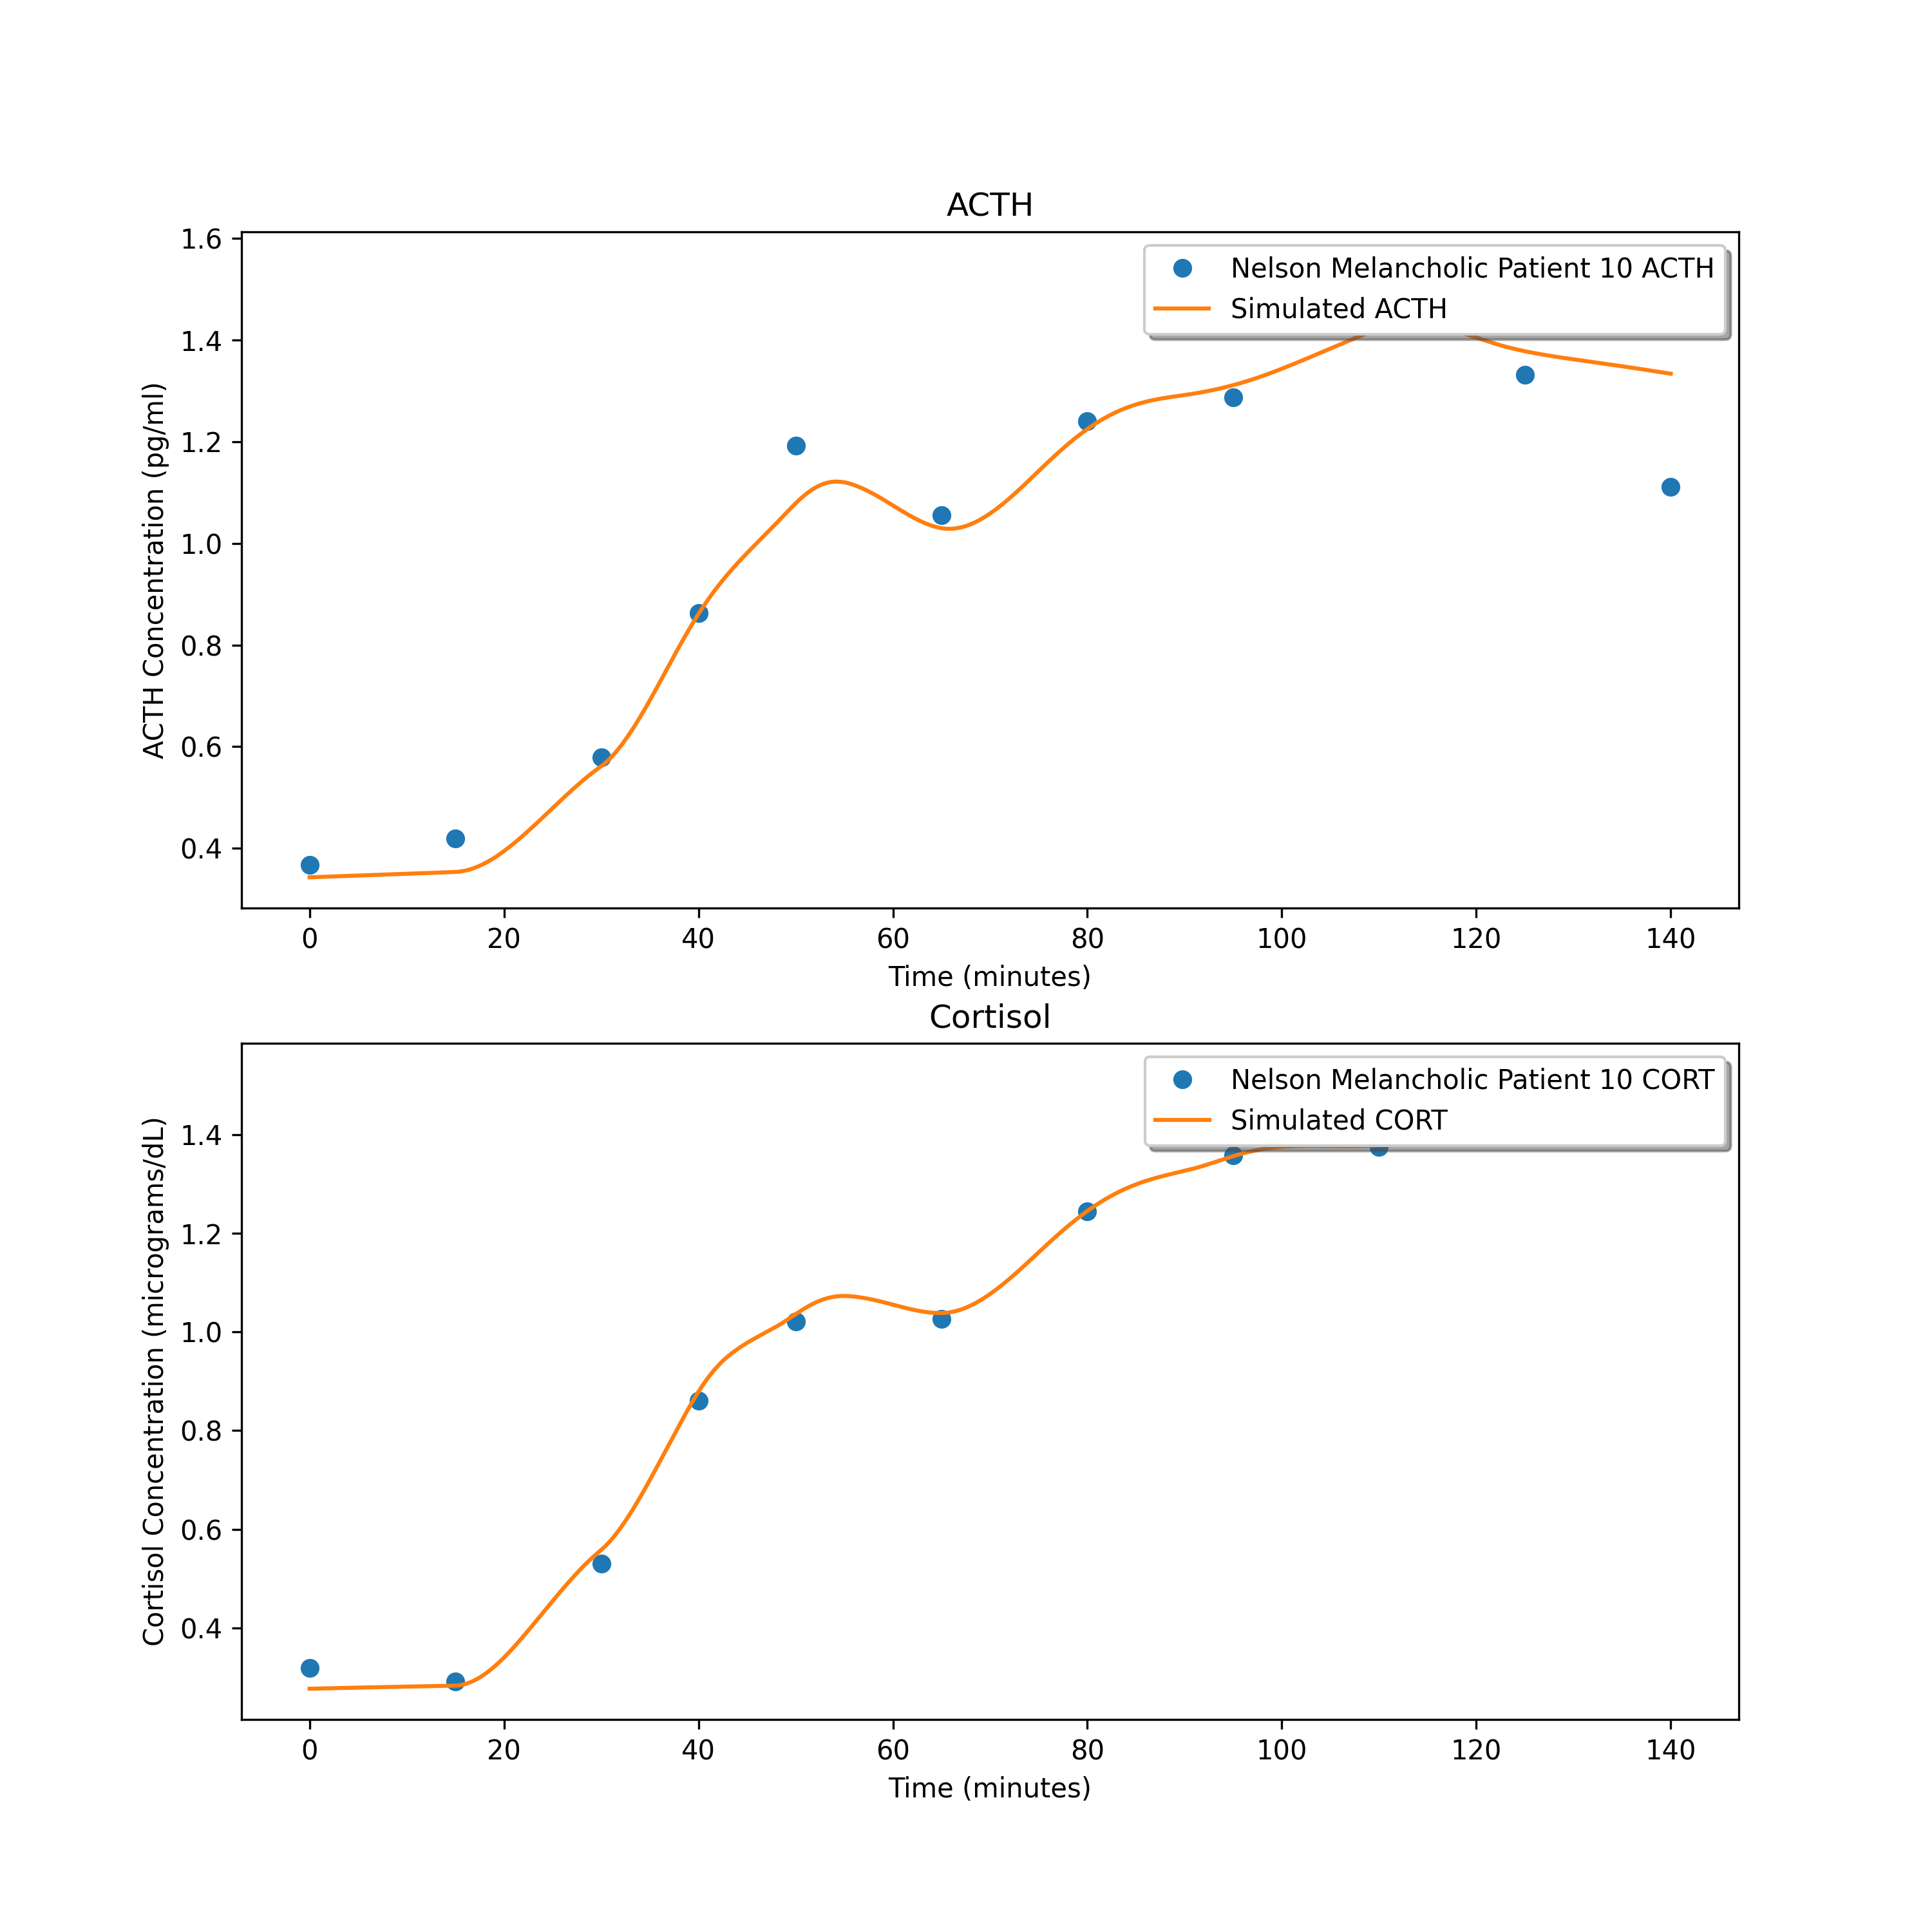 ACTH
1.6
1.4
1.2
1.0
0.8
0.6
0.4
ACTH Concentration (pg/ml)
Nelson Melancholic Patient 10 ACTH
Simulated ACTH
0 20 40 60 80 100 120 140
Time (minutes)
Cortisol
1.4
1.2
1.0
0.8
0.6
0.4
Cortisol Concentration (micrograms/dL)
Nelson Melancholic Patient 10 CORT
Simulated CORT
0 20 40 60 80 100 120 140
Time (minutes)